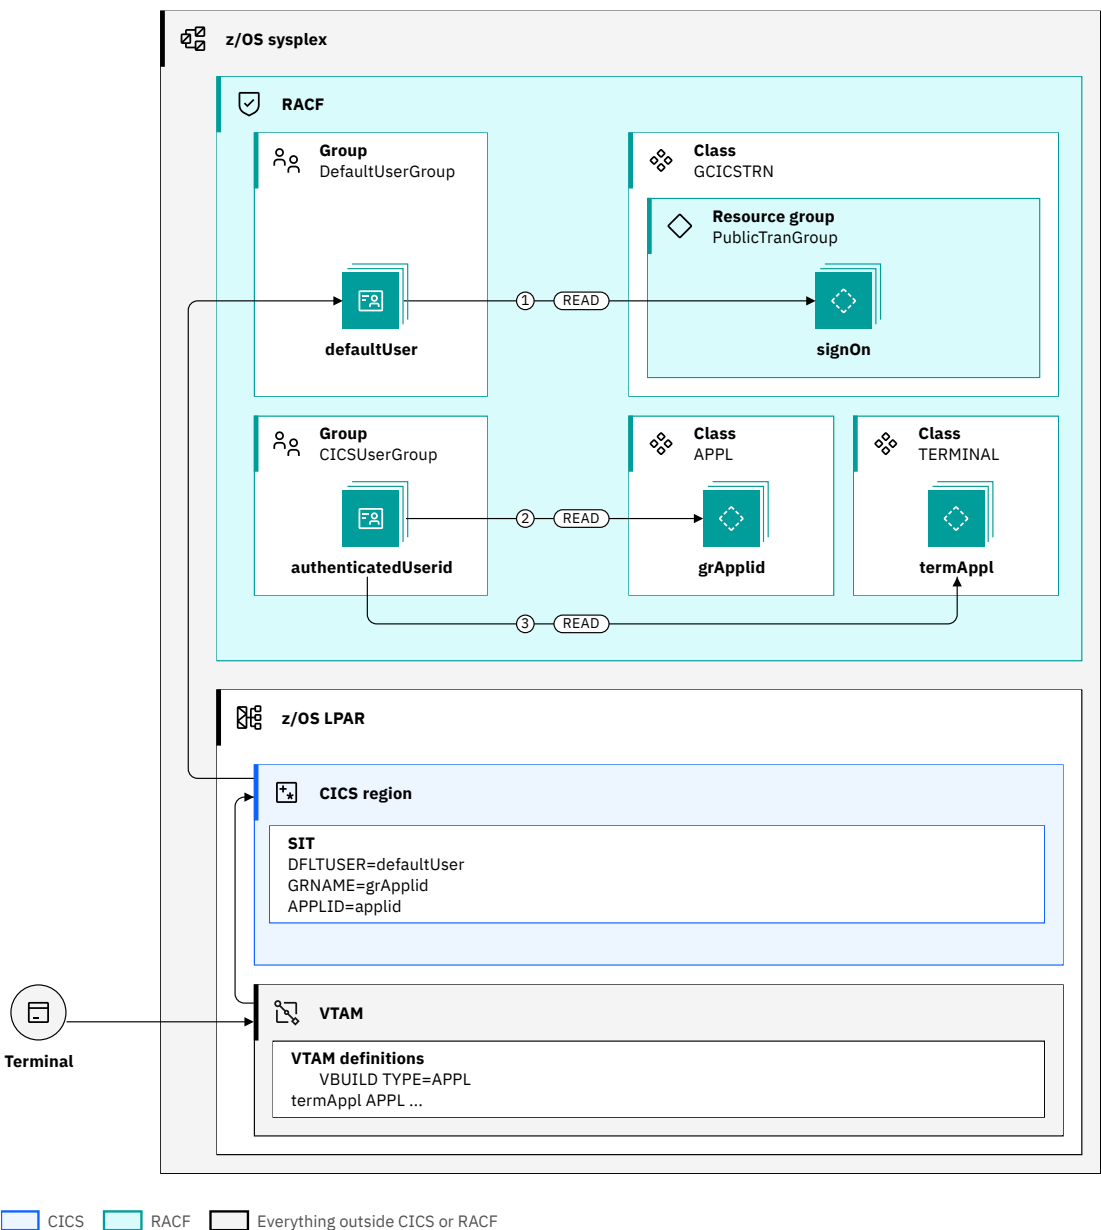 z/OS sysplex
RACF
Group
DefaultUserGroup
Class
GCICSTRN
Resource group
PublicTranGroup
1 READ
defaultUser
signOn
Group
CICSUserGroup
Class
APPL
Class
TERMINAL
2 READ
authenticatedUserid
grApplid
termAppl
3 READ
z/OS LPAR
CICS region
SIT
DFLTUSER=defaultUser
GRNAME=grApplid
APPLID=applid
VTAM
Terminal
VTAM definitions
VBUILD TYPE=APPL
termAppl APPL ...
CICS RACF Everything outside CICS or RACF